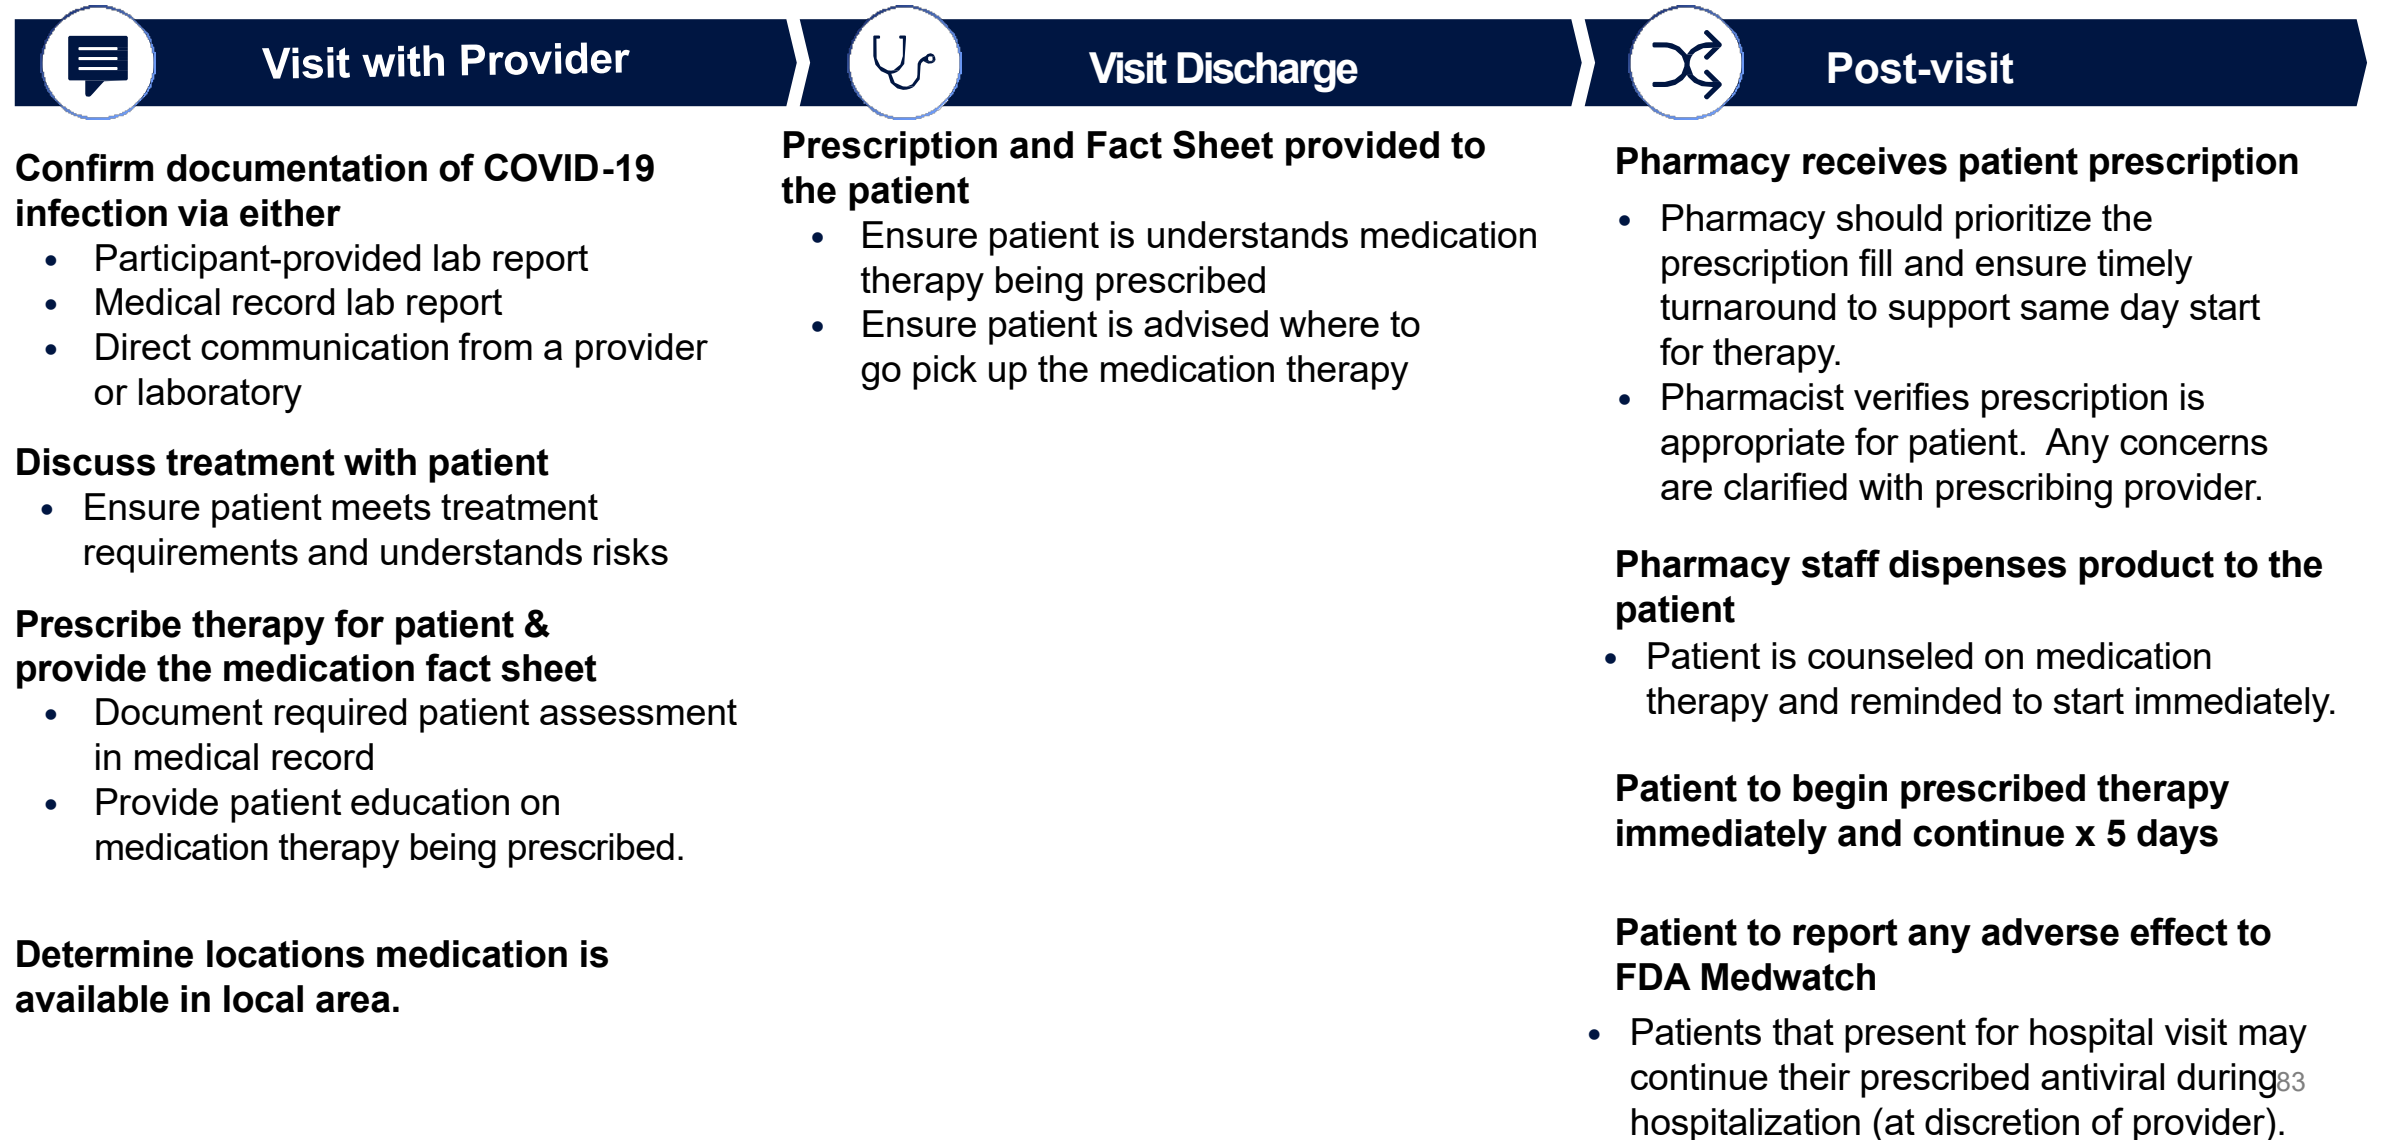 Visit with Provider
Confirm documentation of COVID-19
infection via either
• Participant-provided lab report
• Medical record lab report
• Direct communication from a provider
or laboratory
Discuss treatment with patient
• Ensure patient meets treatment
requirements and understands risks
Prescribe therapy for patient &
provide the medication fact sheet
• Document required patient assessment
in medical record
• Provide patient education on
medication therapy being prescribed.
Determine locations medication is
available in local area.
Visit Discharge
Prescription and Fact Sheet provided to
the patient
• Ensure patient is understands medication
therapy being prescribed
• Ensure patient is advised where to
go pick up the medication therapy
Post-visit
Pharmacy receives patient prescription
• Pharmacy should prioritize the
prescription fill and ensure timely
turnaround to support same day start
for therapy.
• Pharmacist verifies prescription is
appropriate for patient.  Any concerns
are clarified with prescribing provider.
Pharmacy staff dispenses product to the
patient
• Patient is counseled on medication
therapy and reminded to start immediately.
Patient to begin prescribed therapy
immediately and continue x 5 days
Patient to report any adverse effect to
FDA Medwatch
• Patients that present for hospital visit may
continue their prescribed antiviral during
hospitalization (at discretion of provider).
83